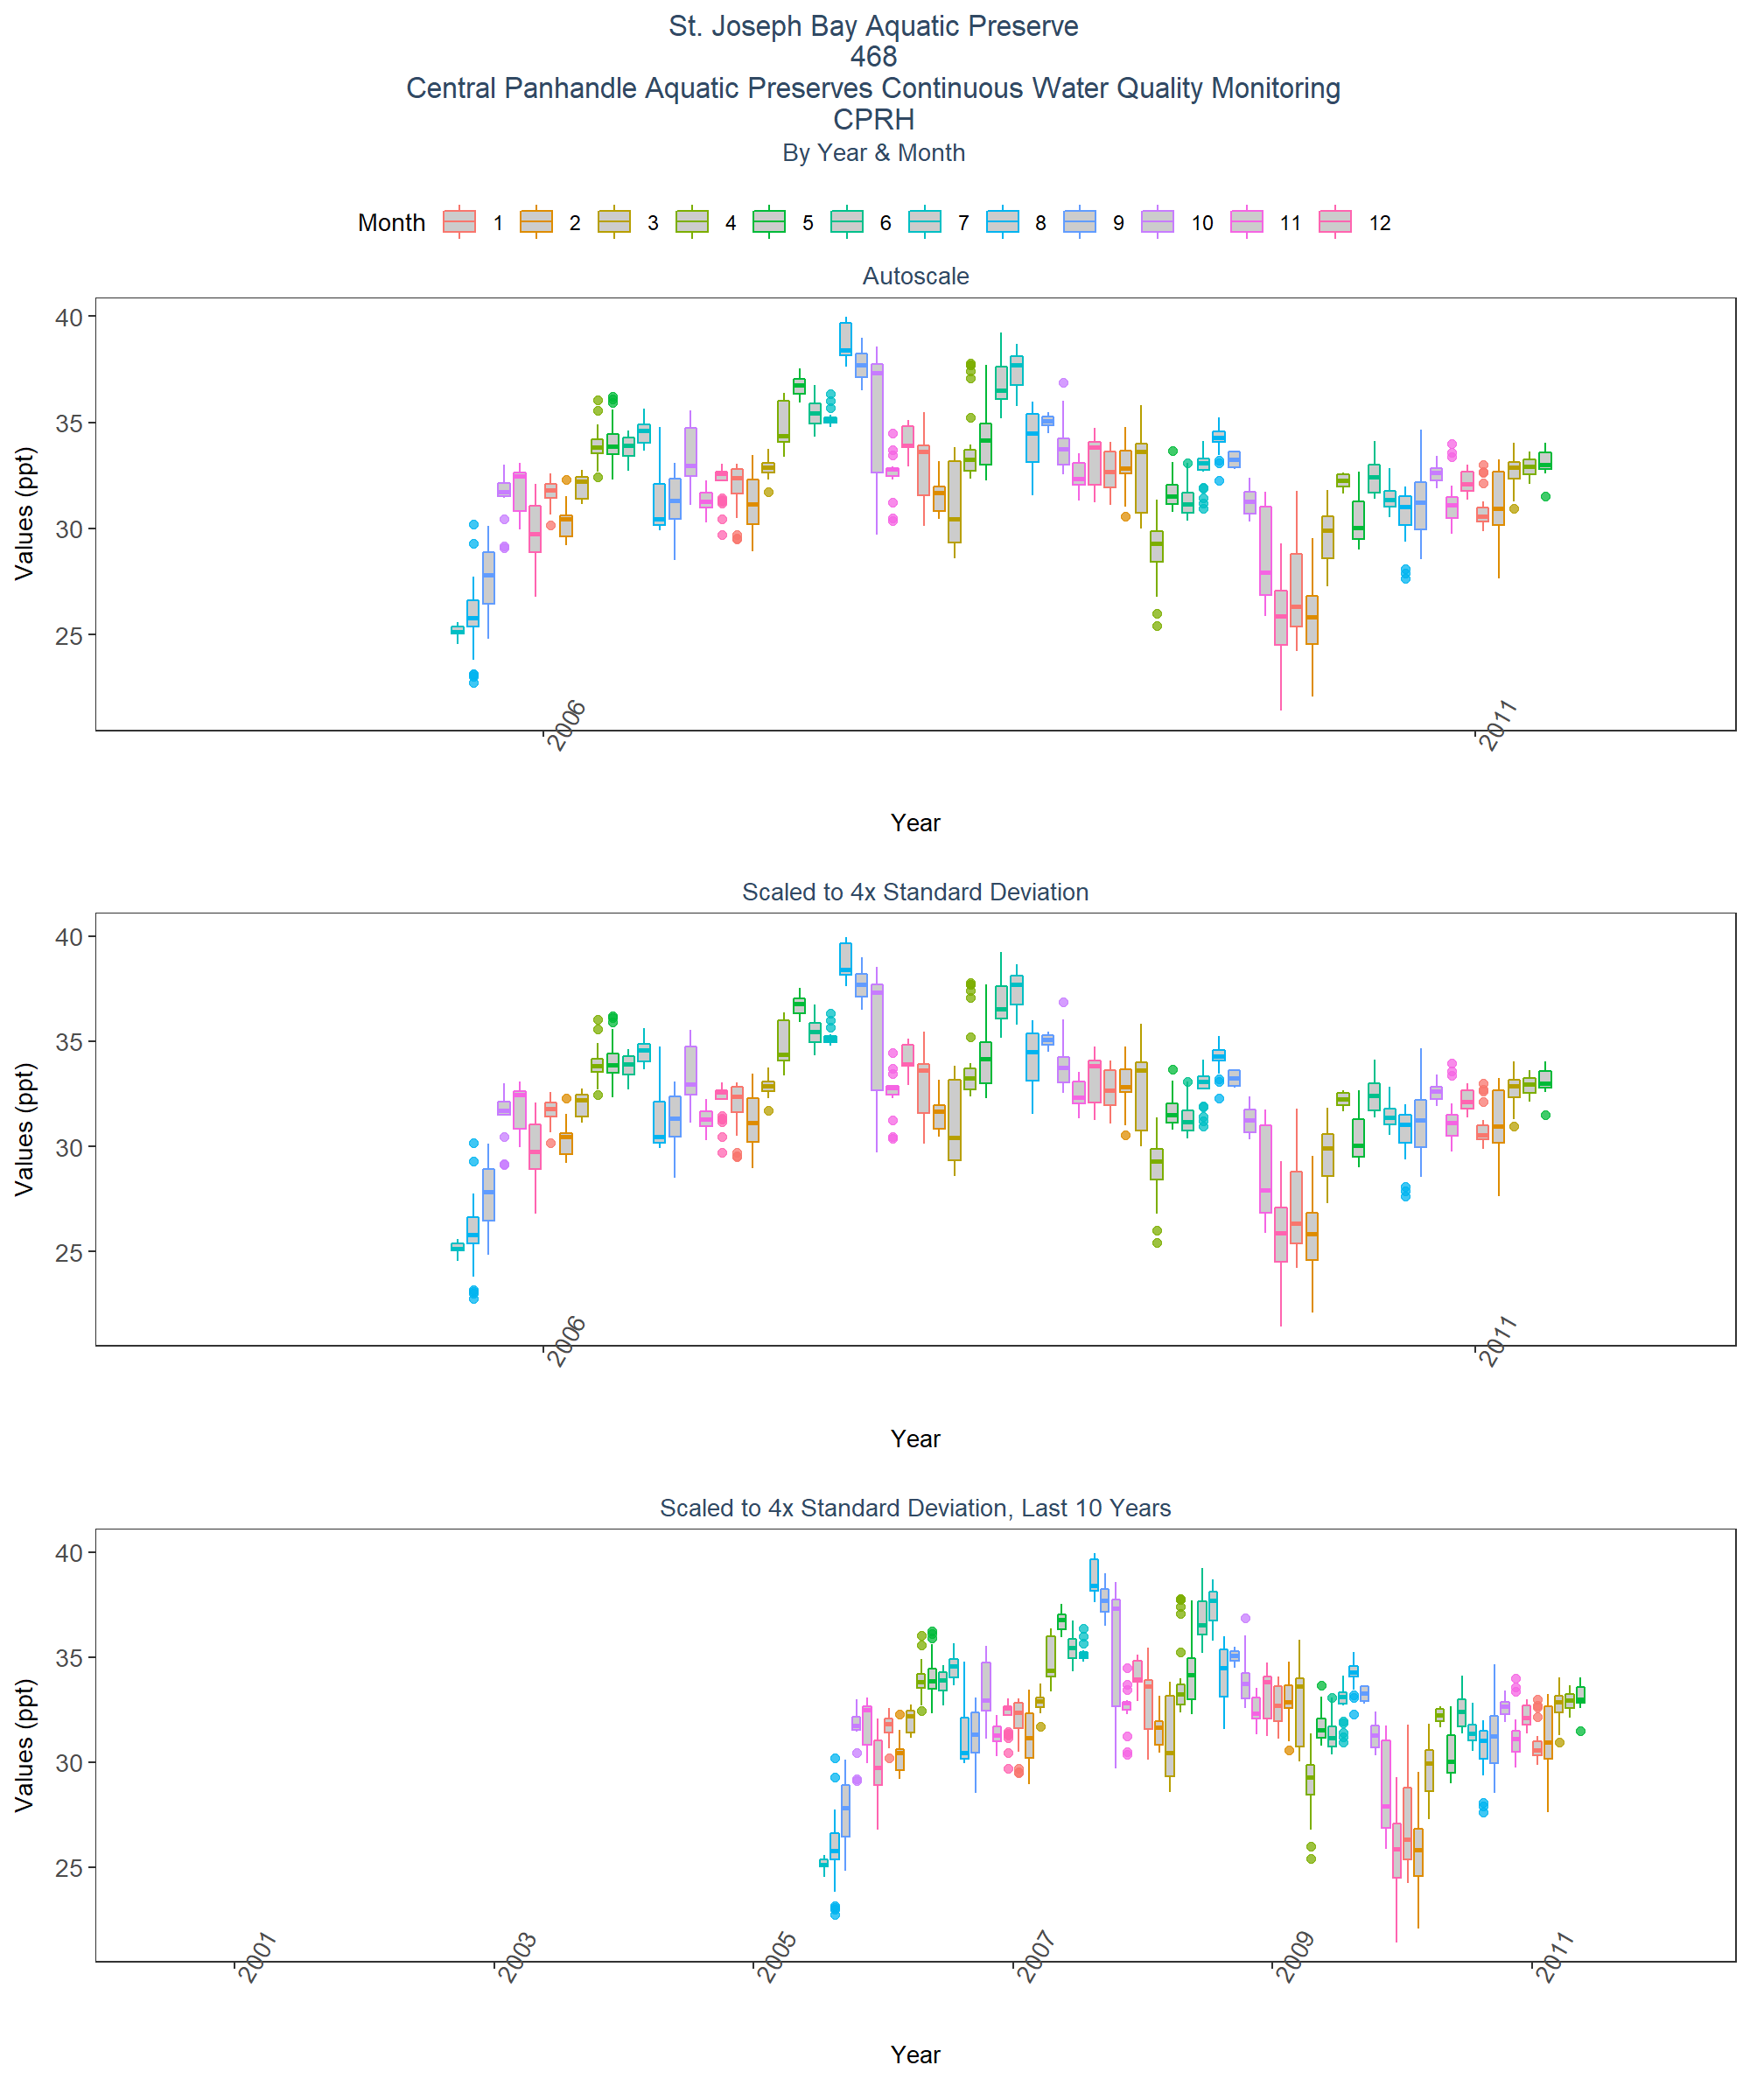 St. Joseph Bay Aquatic Preserve
468
Central Panhandle Aquatic Preserves Continuous Water Quality Monitoring
CPRH
By Year & Month
Month 1 2 3 4 5 6 7 8 9 10 11 12
Autoscale
Values (ppt)
40
35
30
25
2006 2011
Year
Scaled to 4x Standard Deviation
Values (ppt)
40
35
30
25
2006 2011
Year
Scaled to 4x Standard Deviation, Last 10 Years
Values (ppt)
40
35
30
25
2001 2003 2005 2007 2009 2011
Year